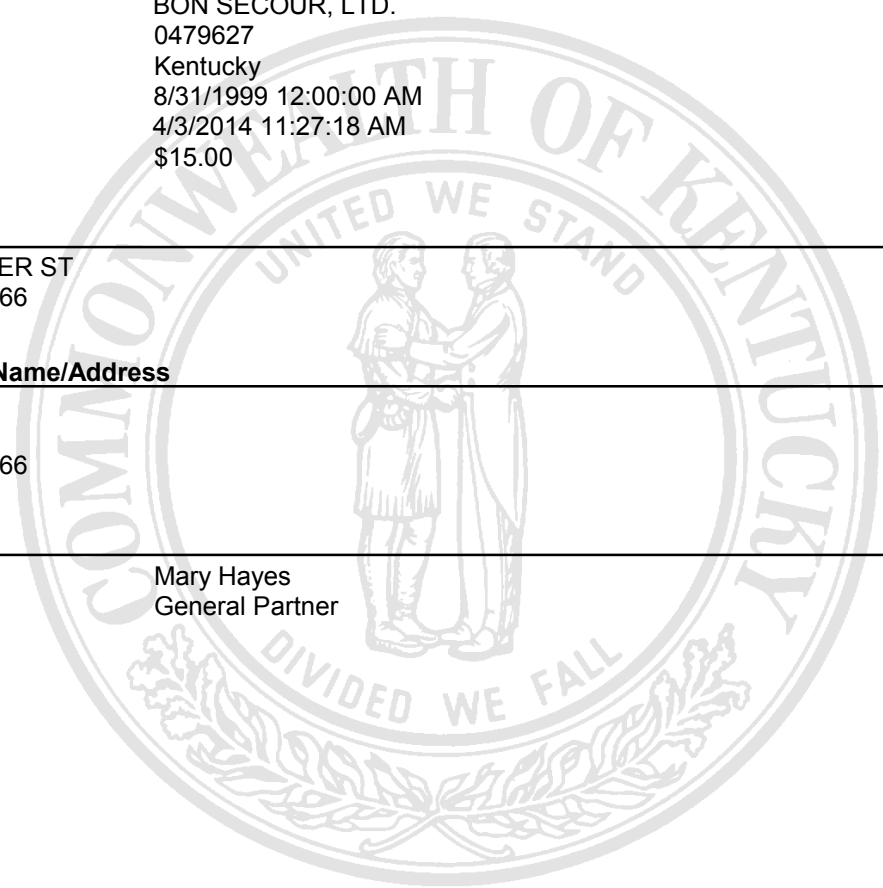 BON SECOUR, LTD.
0479627
Kentucky
8/31/1999 12:00:00 AM
4/3/2014 11:27:18 AM
$15.00
ER ST
66
Name/Address
66
Mary Hayes
General Partner
COMMONWEALTH OF KENTUCKY
UNITED WE STAND
DIVIDED WE FALL